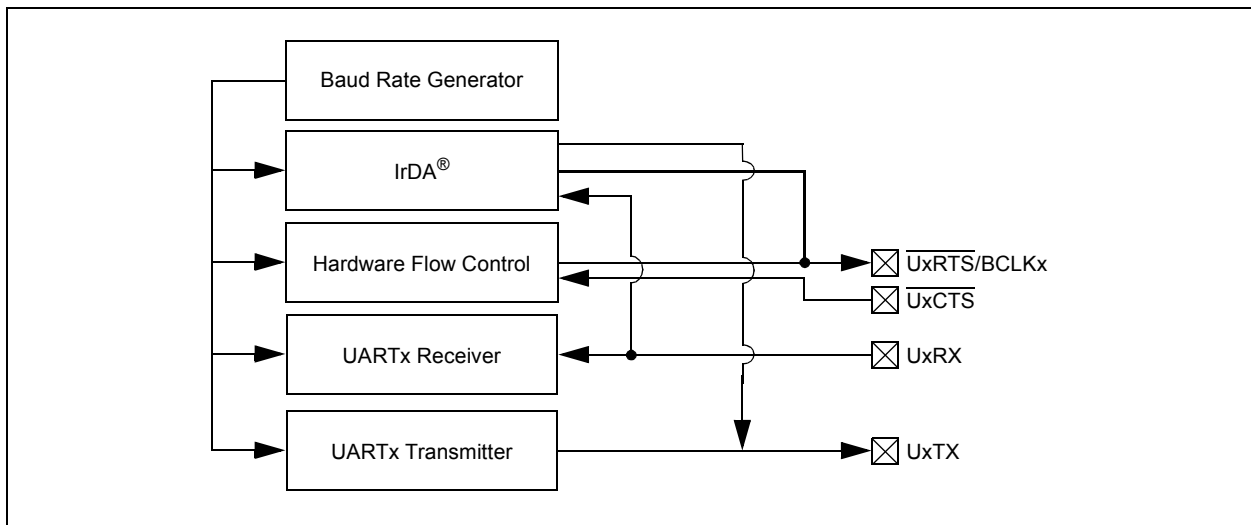 Baud Rate Generator
IrDA®
Hardware Flow Control
UxRTS/BCLKx
UxCTS
UARTx Receiver
UxRX
UARTx Transmitter
UxTX